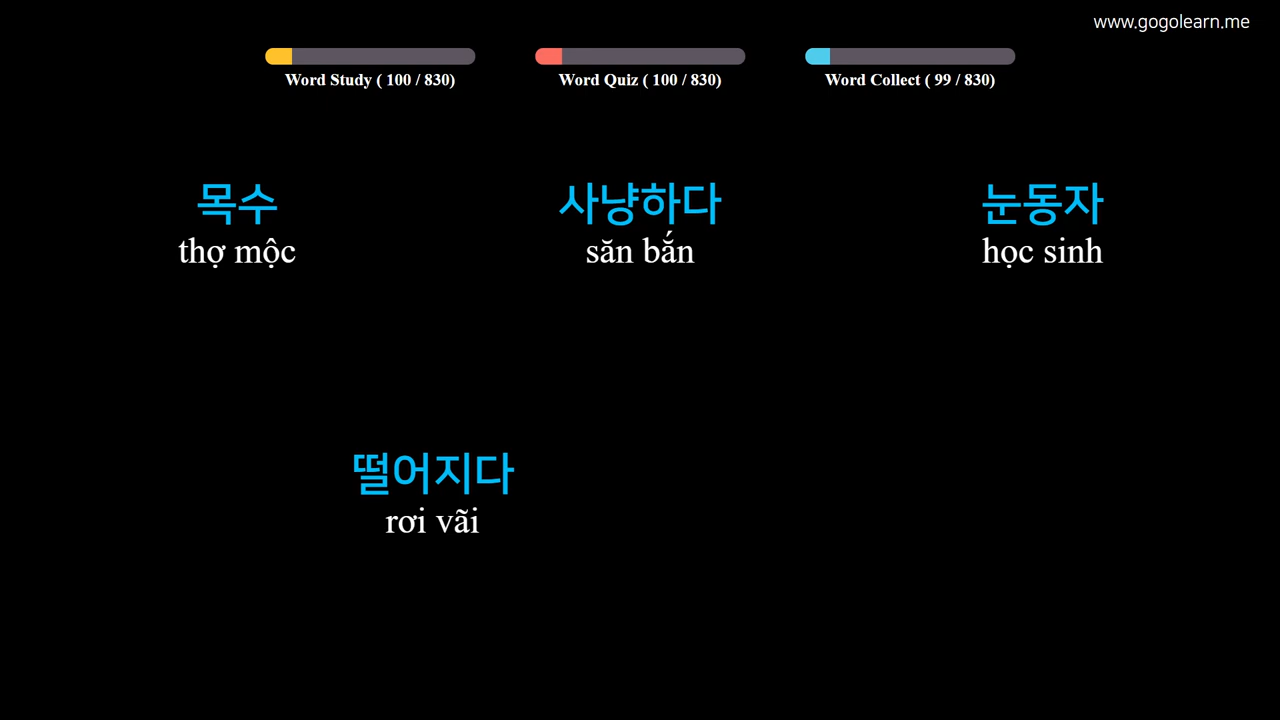 www.gogolearn.me
Word Study ( 100 / 830)
Word Quiz ( 100 / 830)
Word Collect ( 99 / 830)
목수
thợ mộc
사냥하다
săn bắn
눈동자
học sinh
떨어지다
rơi vãi